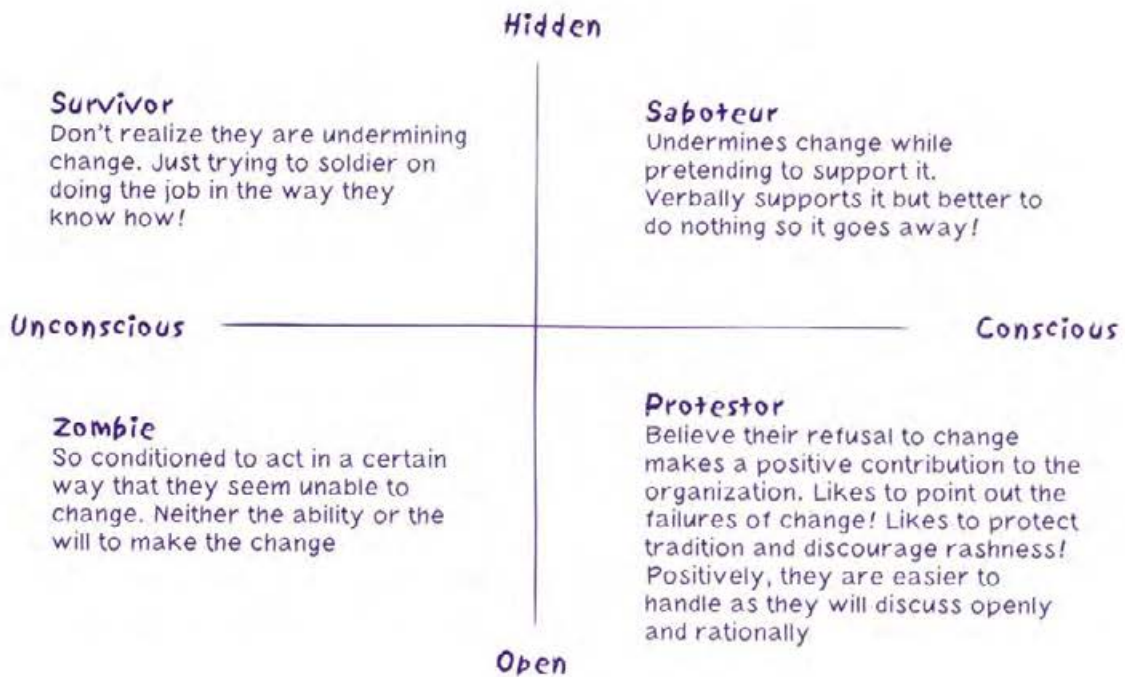 Hidden
Survivor
Don't realize they are undermining
change. Just trying to soldier on
doing the job in the way they
know how!
Saboteur
Undermines change while
pretending to support it.
Verbally supports it but better to
do nothing so it goes away!
Unconscious
Conscious
Zombie
So conditioned to act in a certain
way that they seem unable to
change. Neither the ability or the
will to make the change
Protestor
Believe their refusal to change
makes a positive contribution to the
organization. Likes to point out the
failures of change! Likes to protect
tradition and discourage rashness!
Positively, they are easier to
handle as they will discuss openly
and rationally
Open